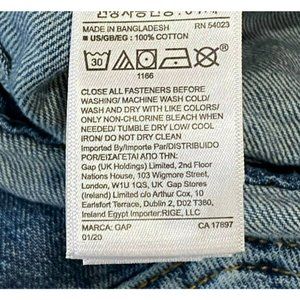 MADE IN BANGLADESH RN 54023
■ US/GB/EG : 100% COTTON
30
1166
CLOSE ALL FASTENERS BEFORE
WASHING/ MACHINE WASH COLD/
WASH AND DRY WITH LIKE COLORS/
ONLY NON-CHLORINE BLEACH WHEN
NEEDED/ TUMBLE DRY LOW/ COOL
IRON/ DO NOT DRY CLEAN
Imported by/Importe Par/DISTRIBUIDO
POR/ΕΙΣΑΓΕΤΑΙ ΑΠΟ ΤΗΝ:
Gap (UK Holdings) Limited, 2nd Floor
Nations House, 103 Wigmore Street,
London, W1U 1QS, UK Gap Stores
(Ireland) Limited c/o Arthur Cox, 10
Earlsfort Terrace, Dublin 2, D02 T380,
Ireland Egypt Importer:RIGE, LLC
MARCA: GAP CA 17897
01/20